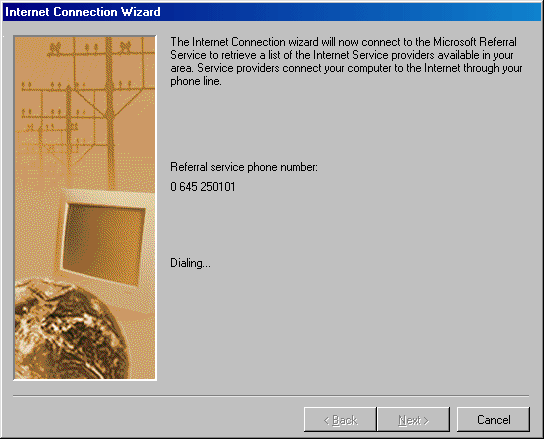 Internet Connection Wizard
The Internet Connection wizard will now connect to the Microsoft Referral
Service to retrieve a list of the Internet Service providers available in your
area. Service providers connect your computer to the Internet through your
phone line.
Referral service phone number:
0 645 250101
Dialing...
< Back Next > Cancel